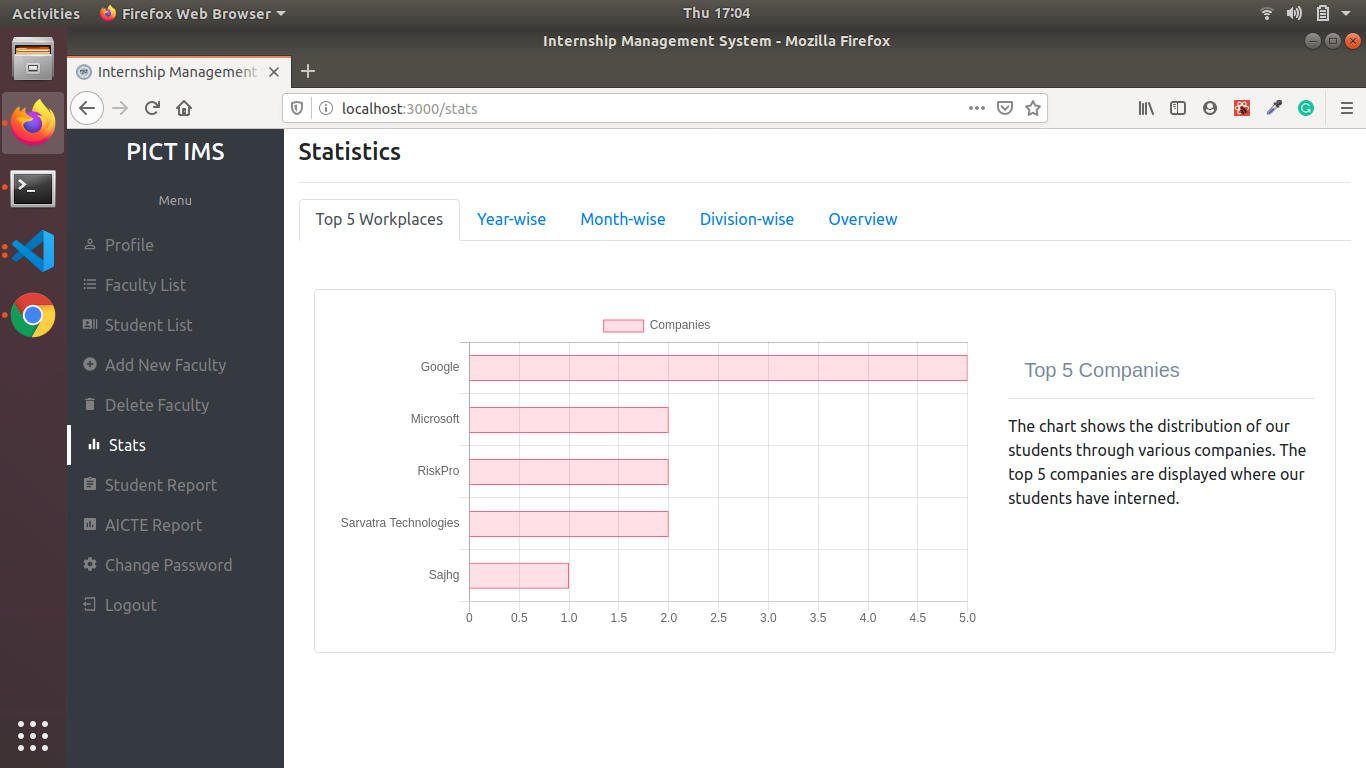 Activities
Firefox Web Browser
Thu 17:04
Internship Management System - Mozilla Firefox
Internship Management
localhost:3000/stats
PICT IMS
Menu
Profile
Faculty List
Student List
Add New Faculty
Delete Faculty
Stats
Student Report
AICTE Report
Change Password
Logout
Statistics
Top 5 Workplaces
Year-wise
Month-wise
Division-wise
Overview
Companies
Google
Microsoft
RiskPro
Sarvatra Technologies
Sajhg
0 0.5 1.0 1.5 2.0 2.5 3.0 3.5 4.0 4.5 5.0
Top 5 Companies
The chart shows the distribution of our
students through various companies. The
top 5 companies are displayed where our
students have interned.